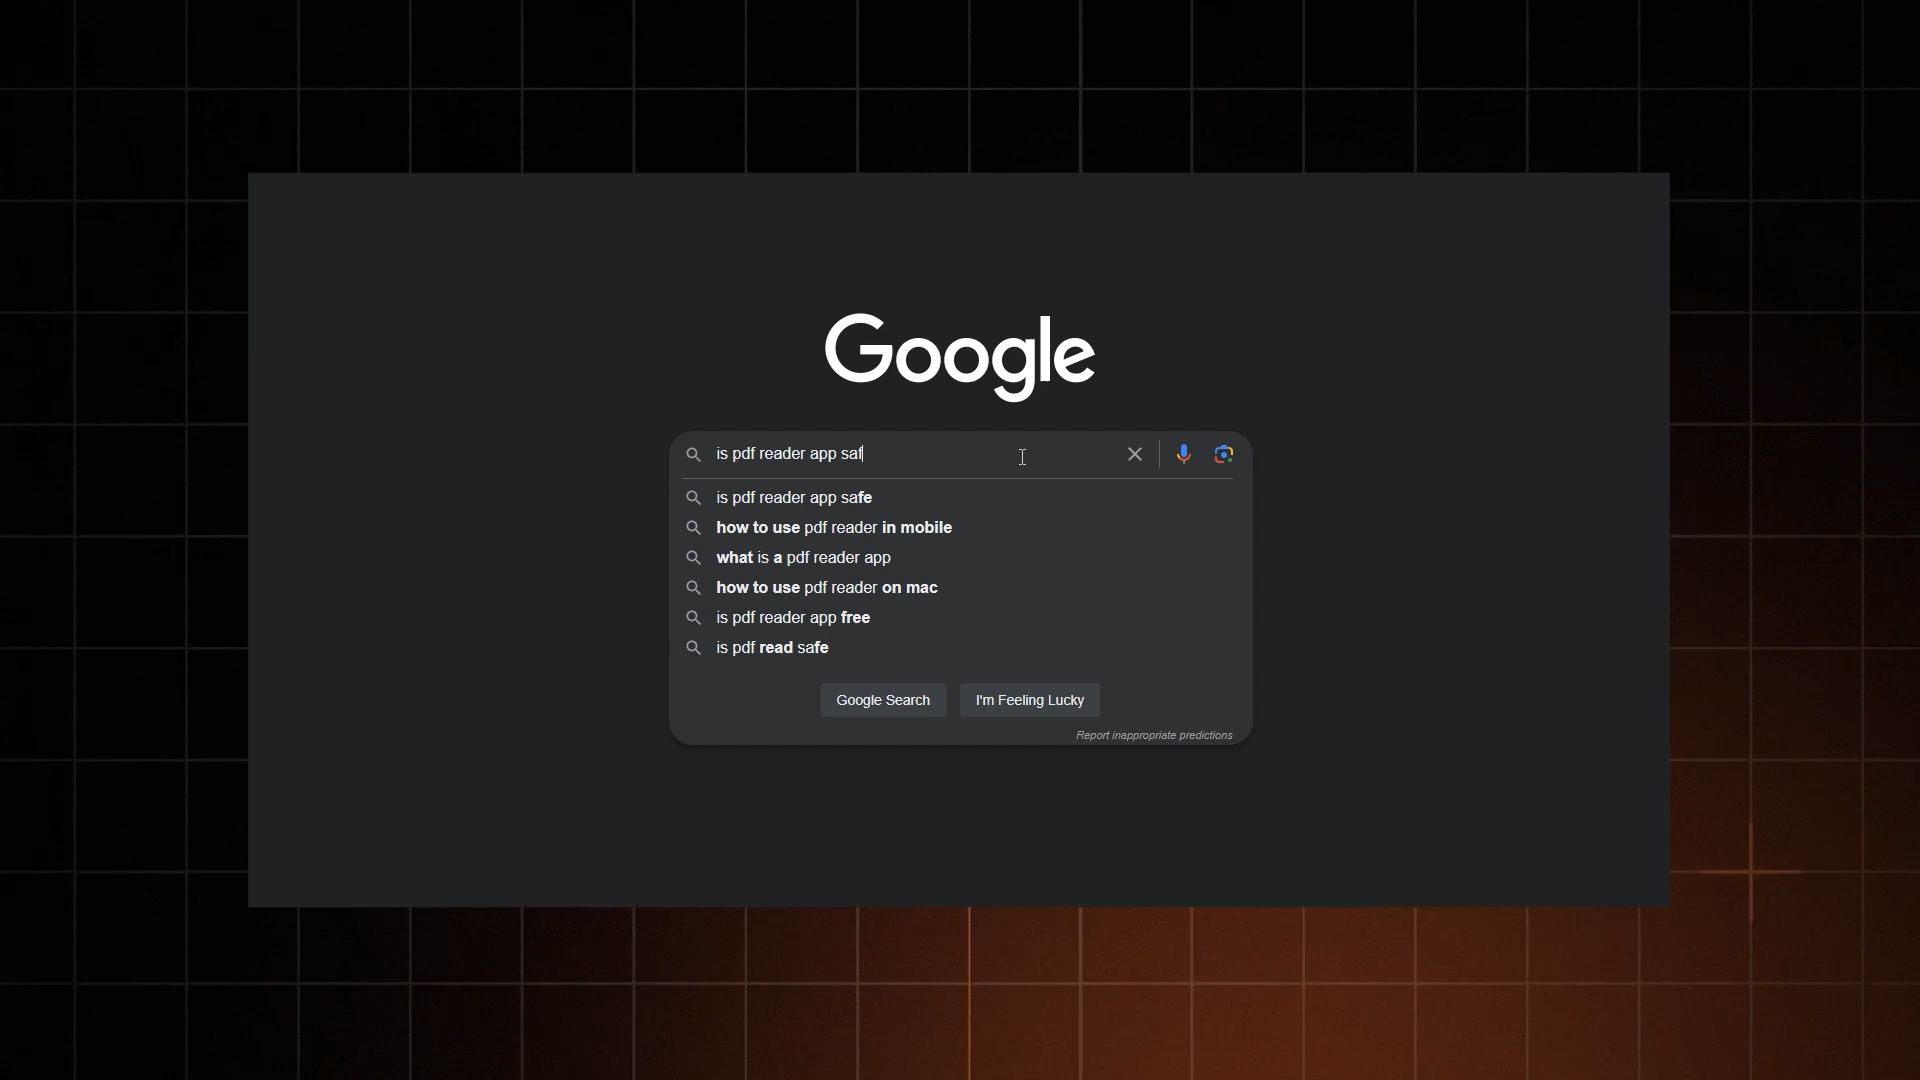 Google
is pdf reader app saf
is pdf reader app safe
how to use pdf reader in mobile
what is a pdf reader app
how to use pdf reader on mac
is pdf reader app free
is pdf read safe
Google Search
I'm Feeling Lucky
Report inappropriate predictions